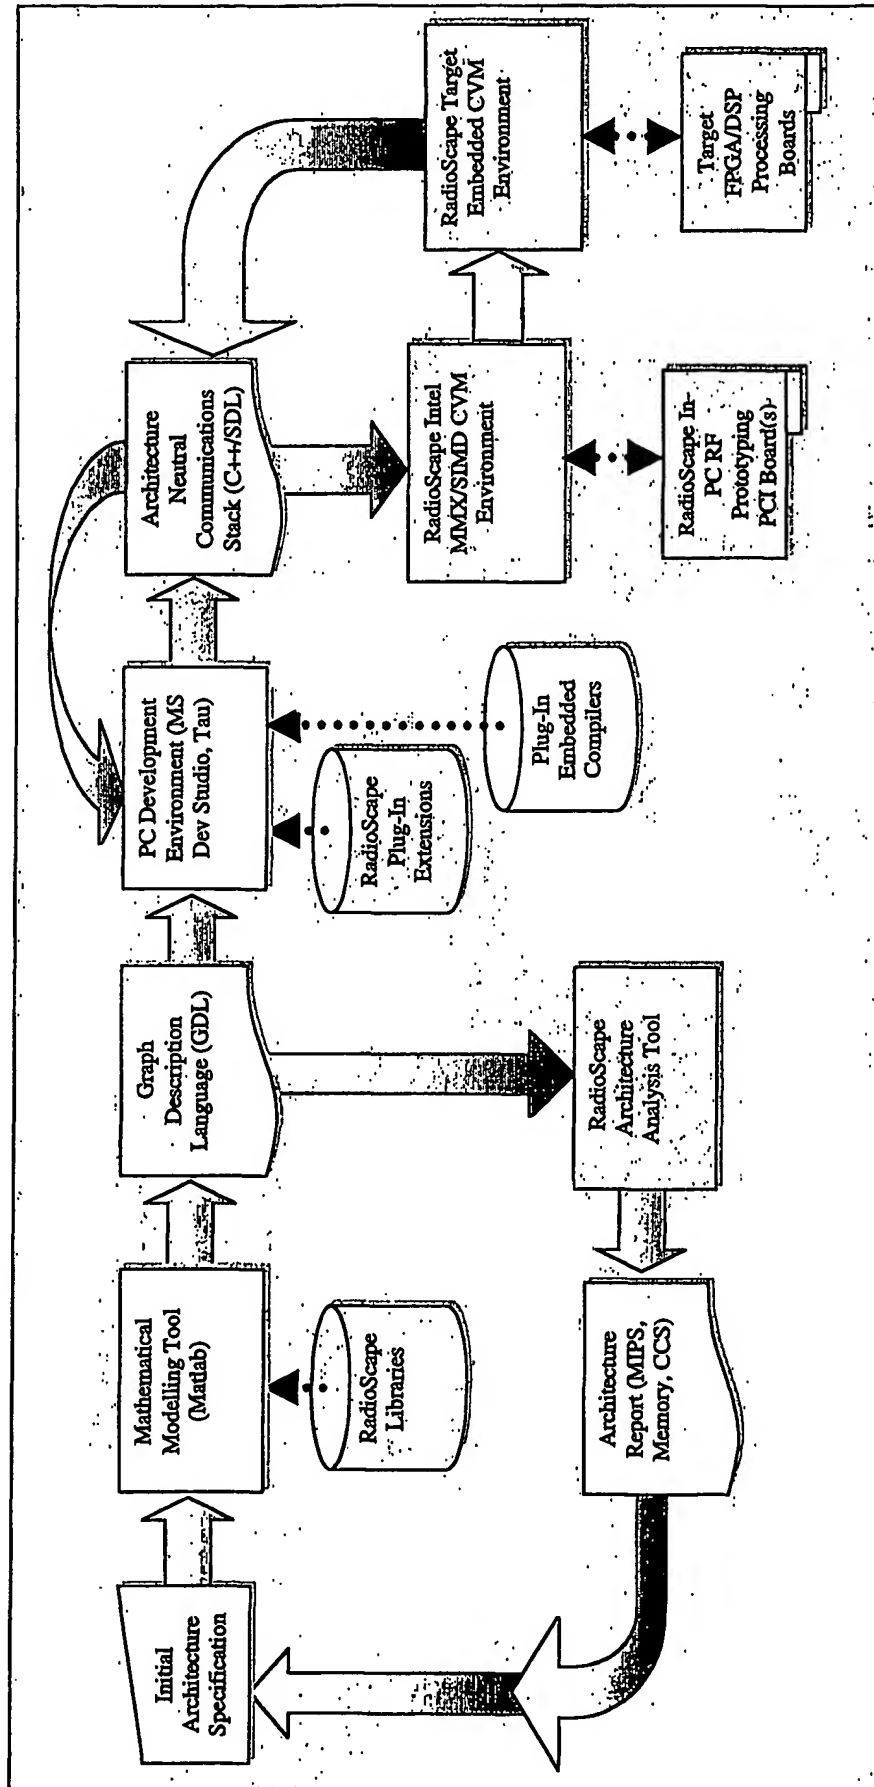 Initial
Architecture
Specification
Mathematical
Modelling Tool
(Matlab)
RadioScape
Libraries
Graph
Description
Language (GDL)
PC Development
Environment (MS
Dev Studio, Tau)
RadioScape
Plug-In
Extensions
Plug-In
Embedded
Compilers
Architecture
Neutral
Communications
Stack (C++/SDL)
RadioScape Intel
MMX/SIMD CVM
Environment
RadioScape Target
Embedded CVM
Environment
RadioScape In-
PC RF
Prototyping
PCI Board(s)
Target
FPGA/DSP
Processing
Boards
RadioScape
Architecture
Analysis Tool
Architecture
Report (MIPS,
Memory, CCS)